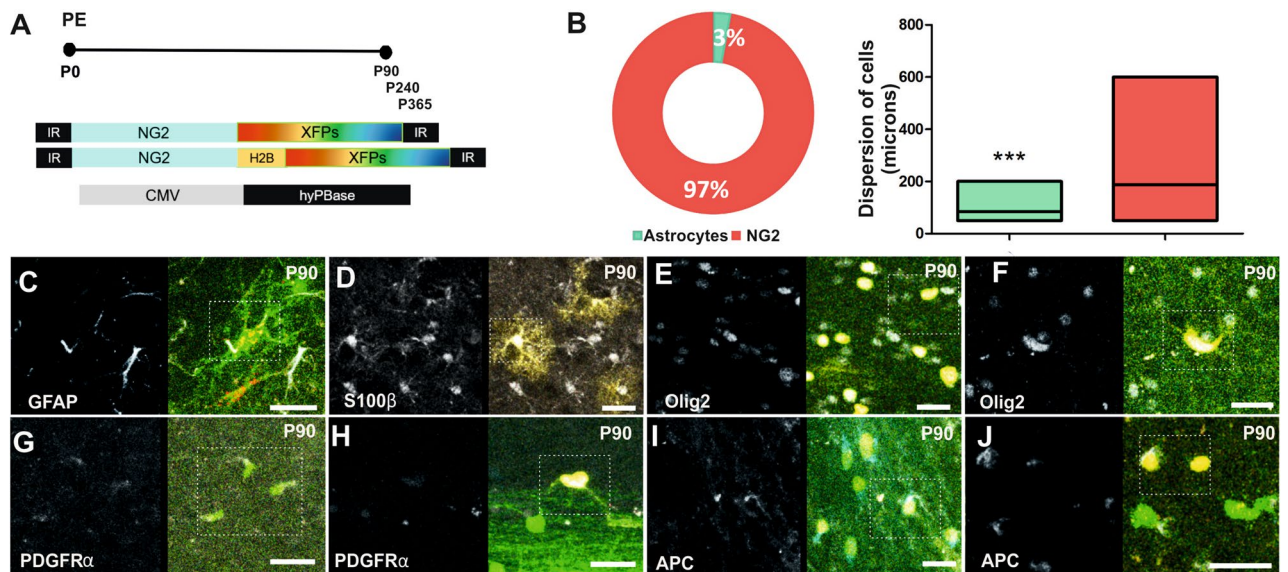 A
PE
P0
P90
P240
P365
IR NG2 XFPs IR
IR NG2 H2B XFPs IR
CMV hyPBase
B
3%
97%
Astrocytes NG2
Dispersion of cells
(microns)
800
600
400
200
0
***
C P90
GFAP
D P90
S100β
E P90
Olig2
F P90
Olig2
G P90
PDGFRα
H P90
PDGFRα
I P90
APC
J P90
APC